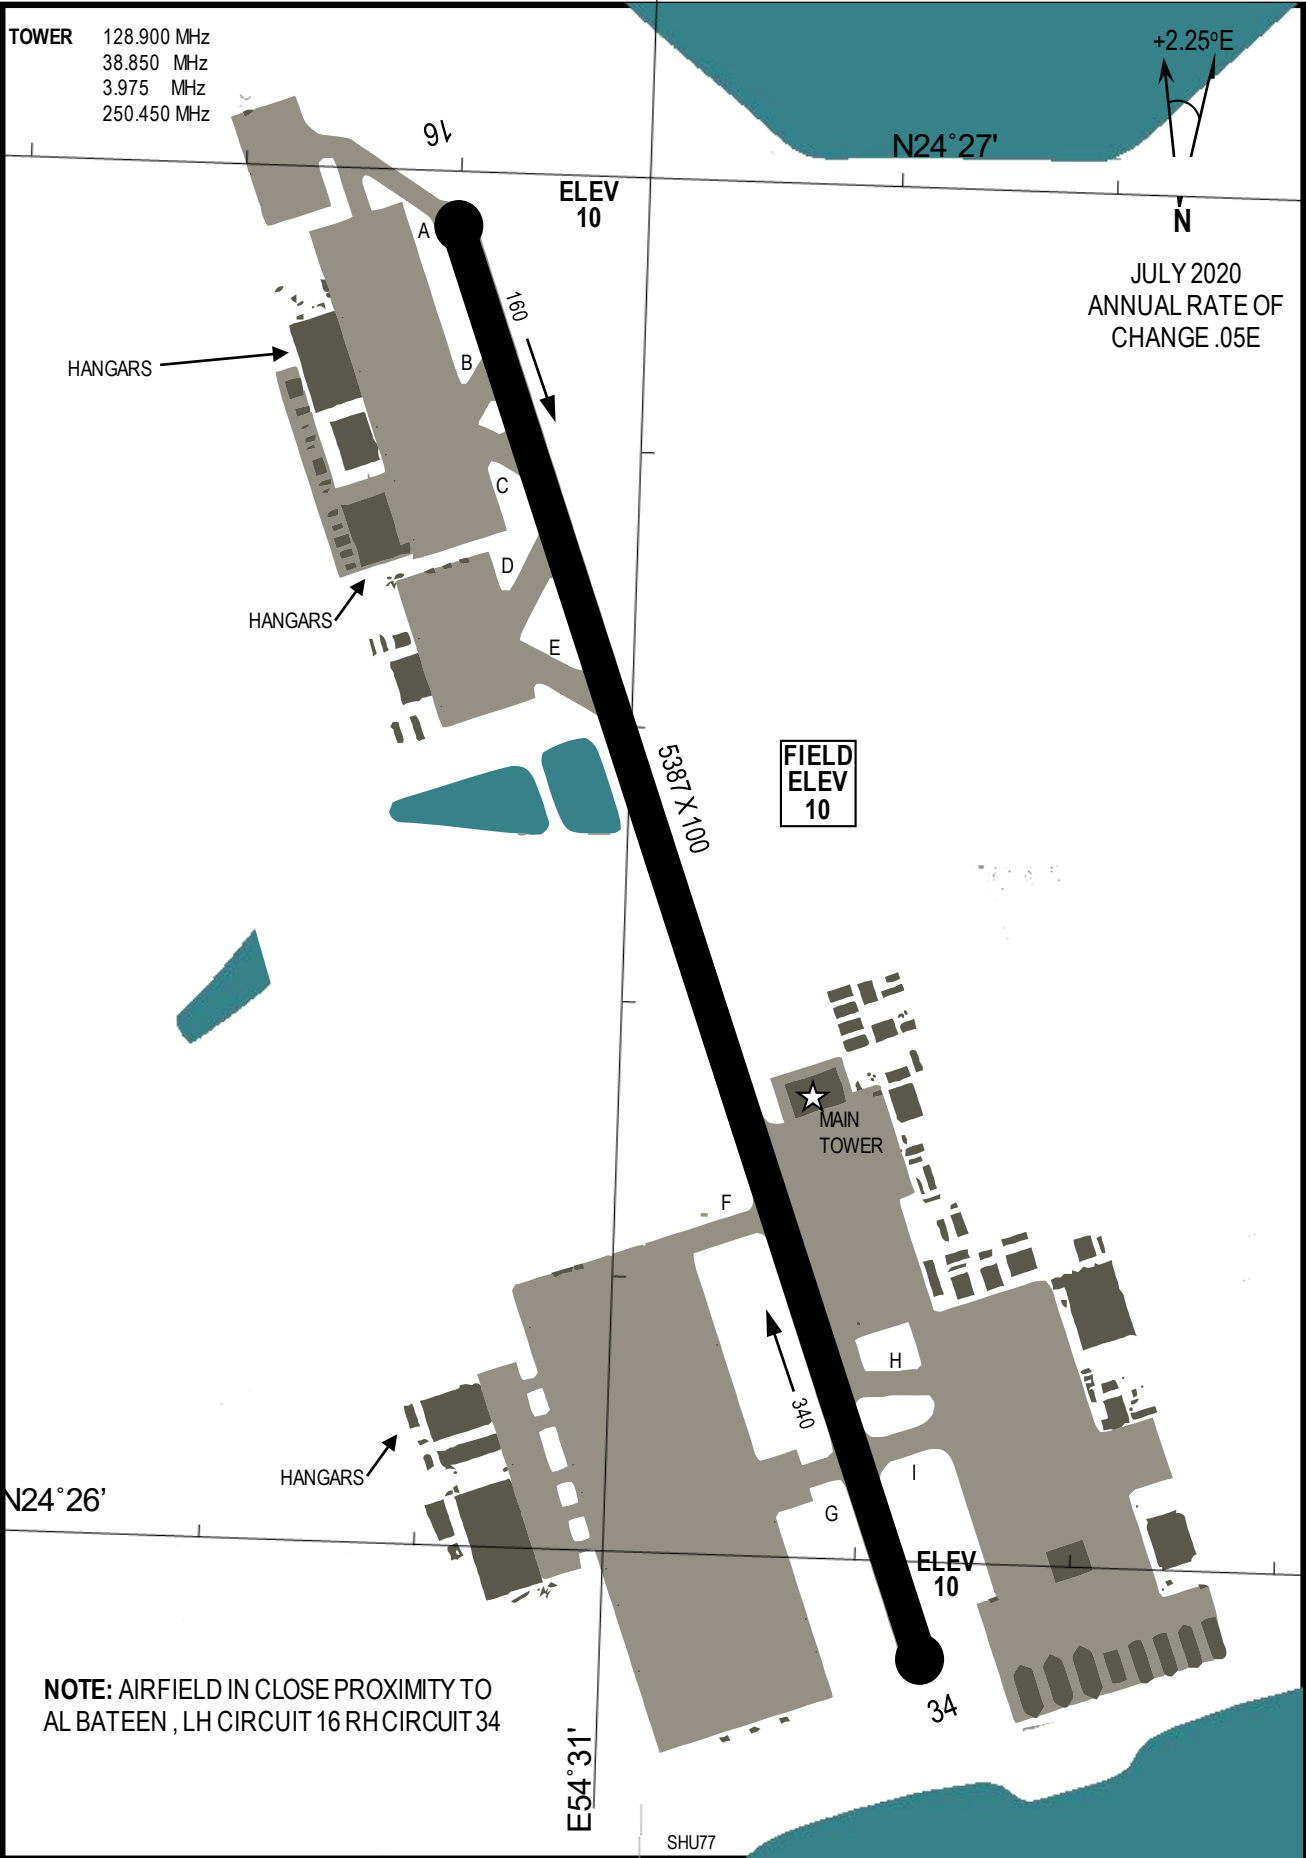 TOWER 128.900 MHz
38.850 MHz
3.975 MHz
250.450 MHz
+2.25°E
16
N24°27'
ELEV
10
N
A
JULY 2020
ANNUAL RATE OF
CHANGE .05E
160
HANGARS
B
C
D
HANGARS
E
5387 X 100
FIELD
ELEV
10
MAIN
TOWER
F
H
340
HANGARS
I
N24°26'
G
ELEV
10
NOTE: AIRFIELD IN CLOSE PROXIMITY TO
AL BATEEN , LH CIRCUIT 16 RH CIRCUIT 34
34
E54°31'
SHU77